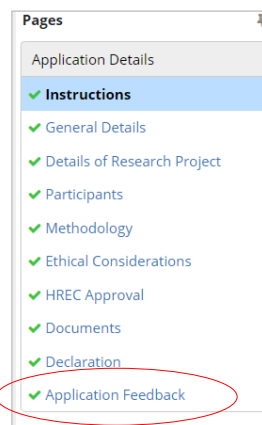 Pages
Application Details
Instructions
General Details
Details of Research Project
Participants
Methodology
Ethical Considerations
HREC Approval
Documents
Declaration
Application Feedback